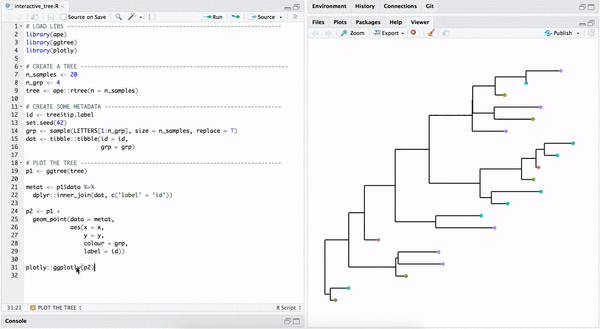 interactive_tree.R
Source on Save
Run
Source
1 # LOAD LIBS
2 library(ape)
3 library(ggtree)
4 library(plotly)
5
6 # CREATE A TREE
7 n_samples <- 20
8 n_grp <- 4
9 tree <- ape::rtree(n = n_samples)
10
11 # CREATE SOME METADATA
12 id <- tree$tip.label
13 set.seed(42)
14 grp <- sample(LETTERS[1:n_grp], size = n_samples, replace = T)
15 dat <- tibble::tibble(id = id,
16 grp = grp)
17
18 # PLOT THE TREE
19 p1 <- ggtree(tree)
20
21 metat <- p1$data %>%
22 dplyr::inner_join(dat, c('label' = 'id'))
23
24 p2 <- p1 +
25 geom_point(data = metat,
26 aes(x = x,
27 y = y,
28 colour = grp,
29 label = id))
30
31 plotly::ggplotly(p2)
32
31:21
PLOT THE TREE
R Script
Console
Environment History Connections Git
Files Plots Packages Help Viewer
Zoom Export Publish